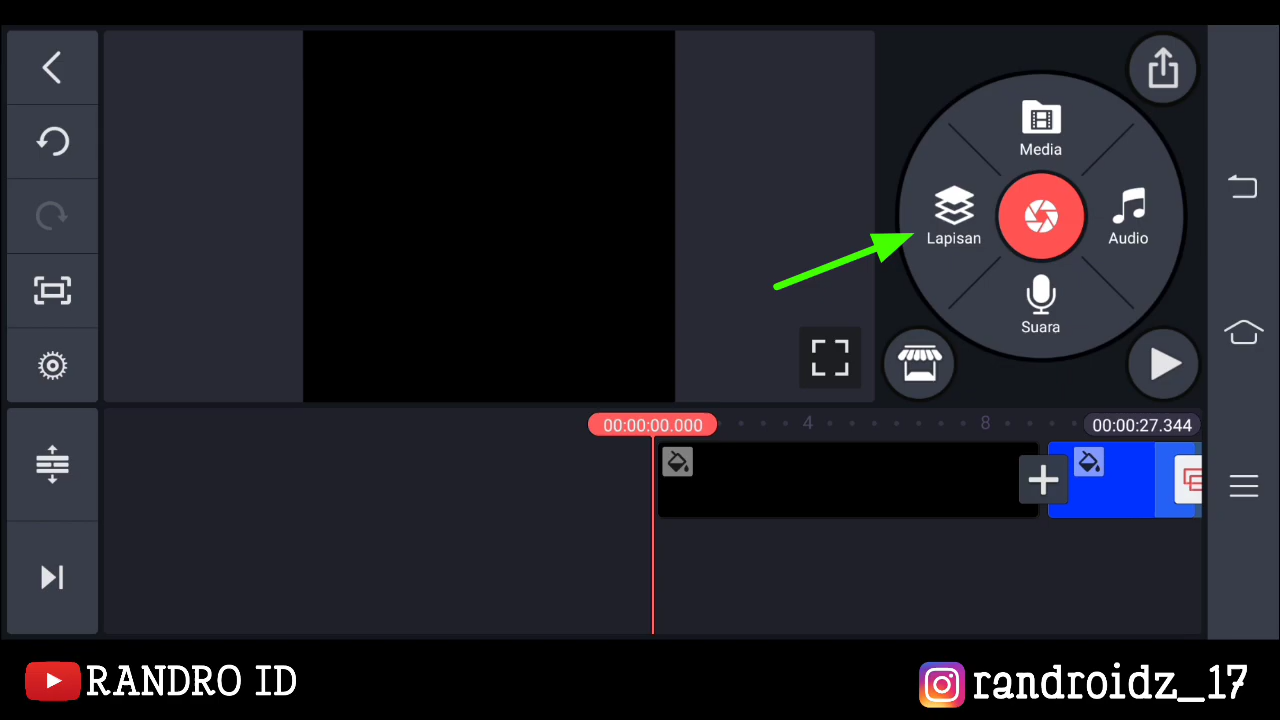 Media
Lapisan
Audio
Suara
00:00:00.000
4
8
00:00:27.344
RANDRO ID
randroidz_17